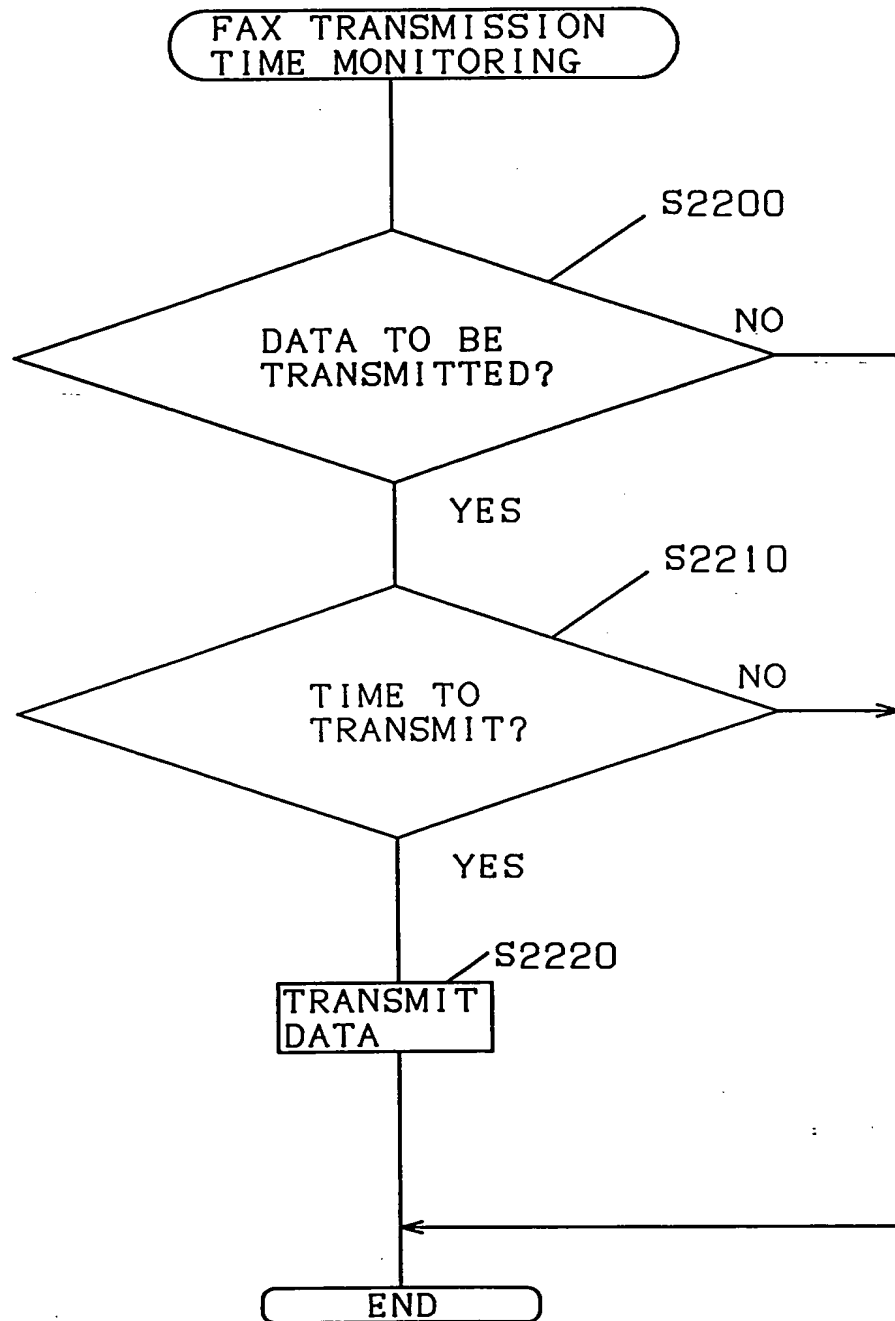 FAX TRANSMISSION
TIME MONITORING
S2200
NO
DATA TO BE
TRANSMITTED?
YES
S2210
NO
TIME TO
TRANSMIT?
YES
S2220
TRANSMIT
DATA
END